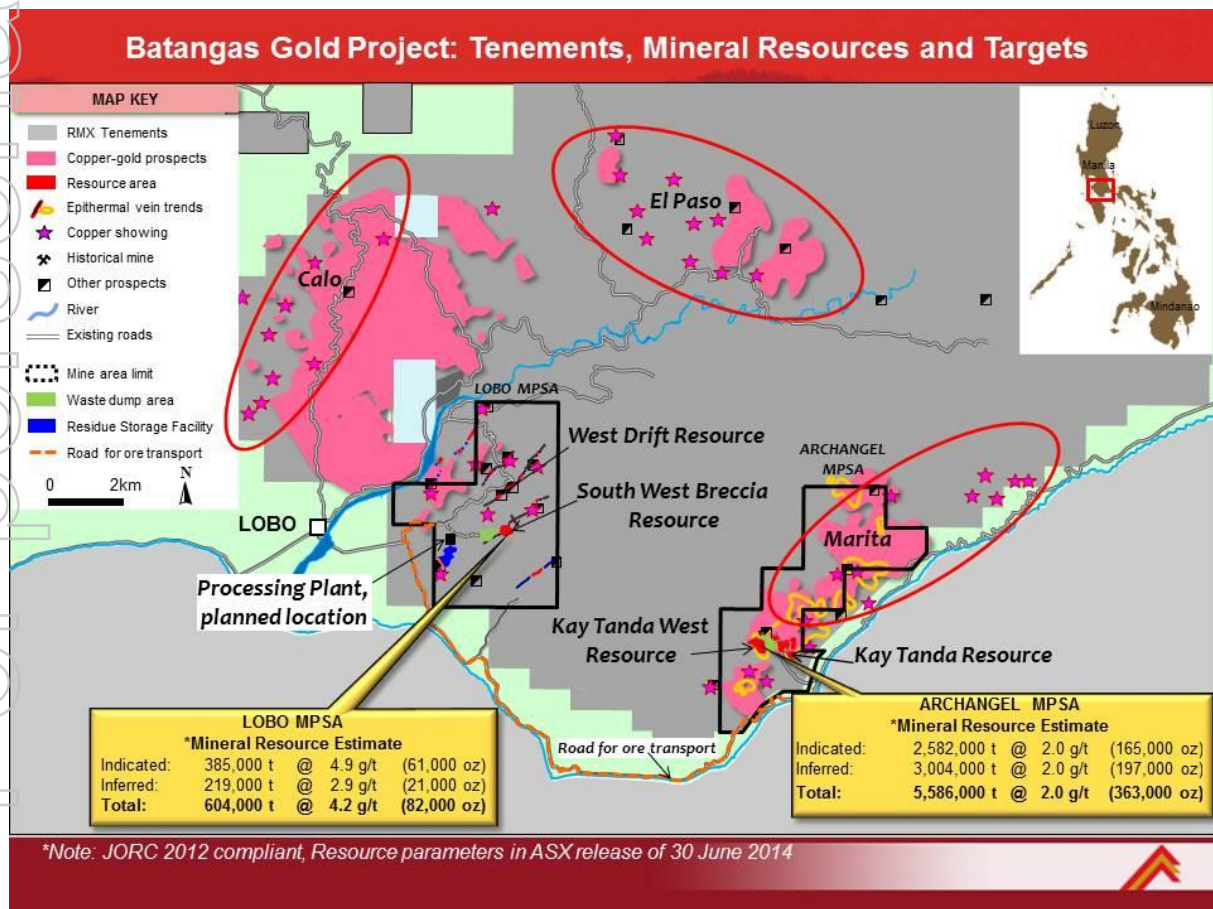 Batangas Gold Project: Tenements, Mineral Resources and Targets
MAP KEY
RMX Tenements
Copper-gold prospects
Resource area
Epithermal vein trends
Copper showing
Historical mine
Other prospects
River
Existing roads
Mine area limit
Waste dump area
Residue Storage Facility
Road for ore transport
0 2km
N
Luzon
Manila
Mindanao
El Paso
Calo
LOBO MPSA
West Drift Resource
South West Breccia
Resource
ARCHANGEL
MPSA
Marita
LOBO
Processing Plant,
planned location
Kay Tanda West
Resource
Kay Tanda Resource
Road for ore transport
LOBO MPSA
*Mineral Resource Estimate
Indicated: 385,000 t @ 4.9 g/t (61,000 oz)
Inferred: 219,000 t @ 2.9 g/t (21,000 oz)
Total: 604,000 t @ 4.2 g/t (82,000 oz)
ARCHANGEL MPSA
*Mineral Resource Estimate
Indicated: 2,582,000 t @ 2.0 g/t (165,000 oz)
Inferred: 3,004,000 t @ 2.0 g/t (197,000 oz)
Total: 5,586,000 t @ 2.0 g/t (363,000 oz)
*Note: JORC 2012 compliant, Resource parameters in ASX release of 30 June 2014